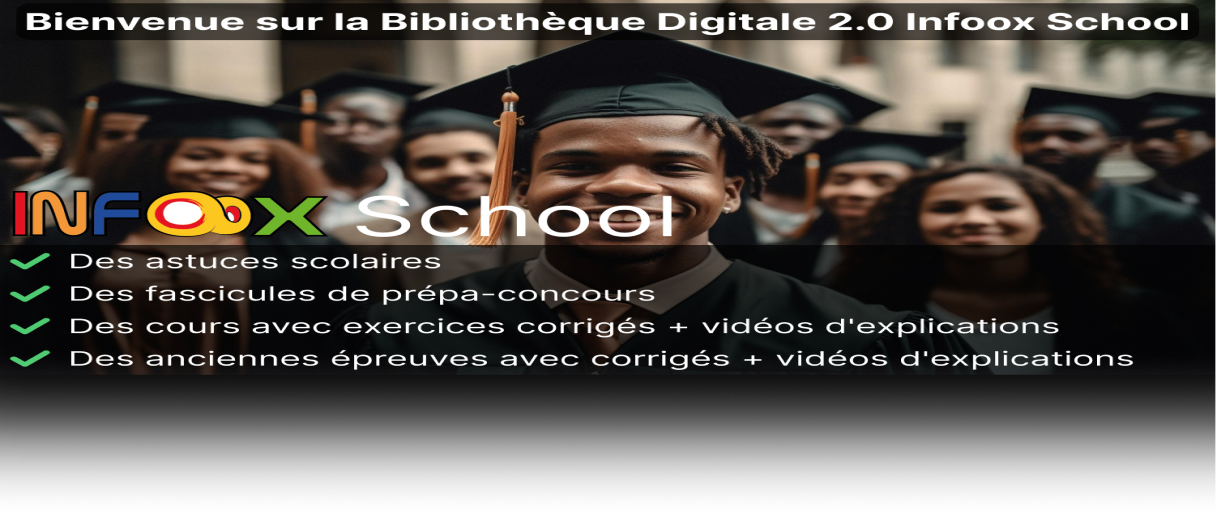 Bienvenue sur la Bibliothèque Digitale 2.0 Infoox School
INFOOX School
Des astuces scolaires
Des fascicules de prépa-concours
Des cours avec exercices corrigés + vidéos d'explications
Des anciennes épreuves avec corrigés + vidéos d'explications